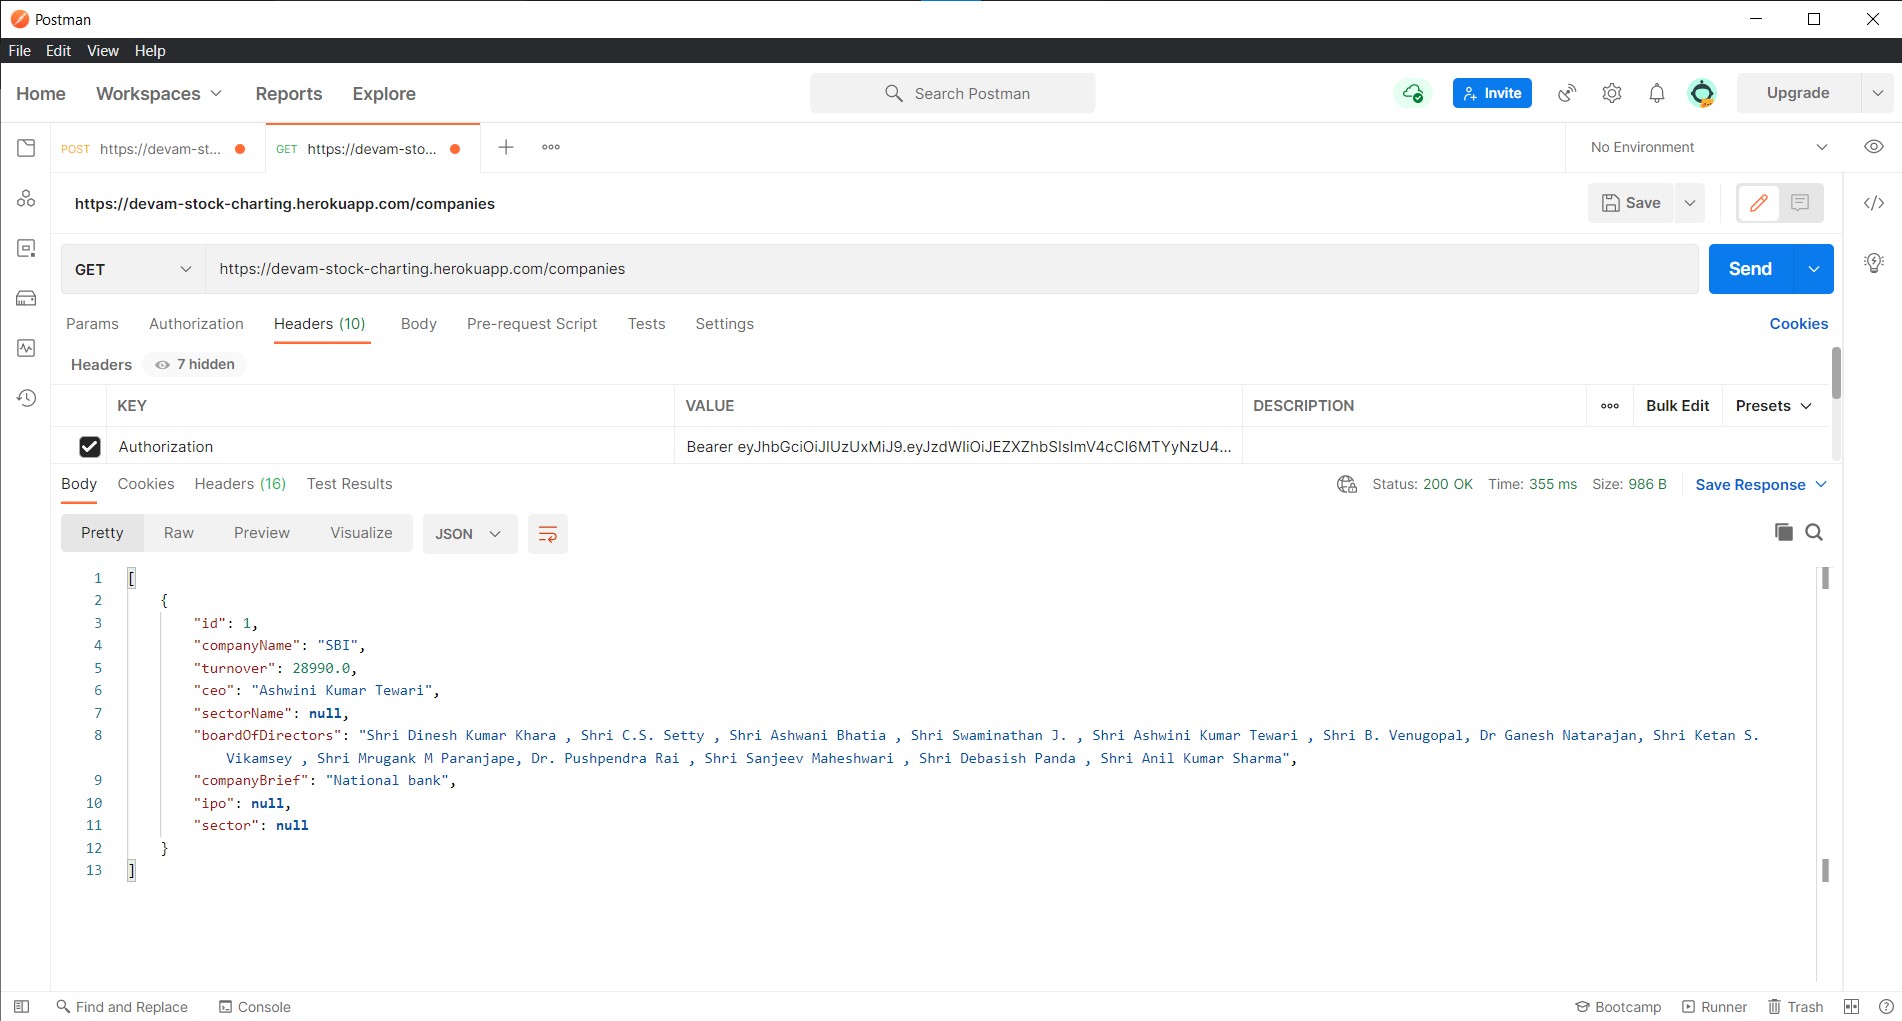 Postman
File Edit View Help
Home Workspaces Reports Explore Search Postman Invite Upgrade
POST https://devam-st... GET https://devam-sto... No Environment
https://devam-stock-charting.herokuapp.com/companies Save
GET https://devam-stock-charting.herokuapp.com/companies Send
Params Authorization Headers (10) Body Pre-request Script Tests Settings Cookies
Headers 7 hidden
KEY VALUE DESCRIPTION Bulk Edit Presets
Authorization Bearer eyJhbGciOiJIUzUxMiJ9.eyJzdWIiOiJEZXZhbSIsImV4cCI6MTYyNzU4...
Body Cookies Headers (16) Test Results Status: 200 OK Time: 355 ms Size: 986 B Save Response
Pretty Raw Preview Visualize JSON
1 [
2 {
3 "id": 1,
4 "companyName": "SBI",
5 "turnover": 28990.0,
6 "ceo": "Ashwini Kumar Tewari",
7 "sectorName": null,
8 "boardOfDirectors": "Shri Dinesh Kumar Khara , Shri C.S. Setty , Shri Ashwani Bhatia , Shri Swaminathan J. , Shri Ashwini Kumar Tewari , Shri B. Venugopal, Dr Ganesh Natarajan, Shri Ketan S.
Vikamsey , Shri Mrugank M Paranjape, Dr. Pushpendra Rai , Shri Sanjeev Maheshwari , Shri Debasish Panda , Shri Anil Kumar Sharma",
9 "companyBrief": "National bank",
10 "ipo": null,
11 "sector": null
12 }
13 ]
Find and Replace Console Bootcamp Runner Trash